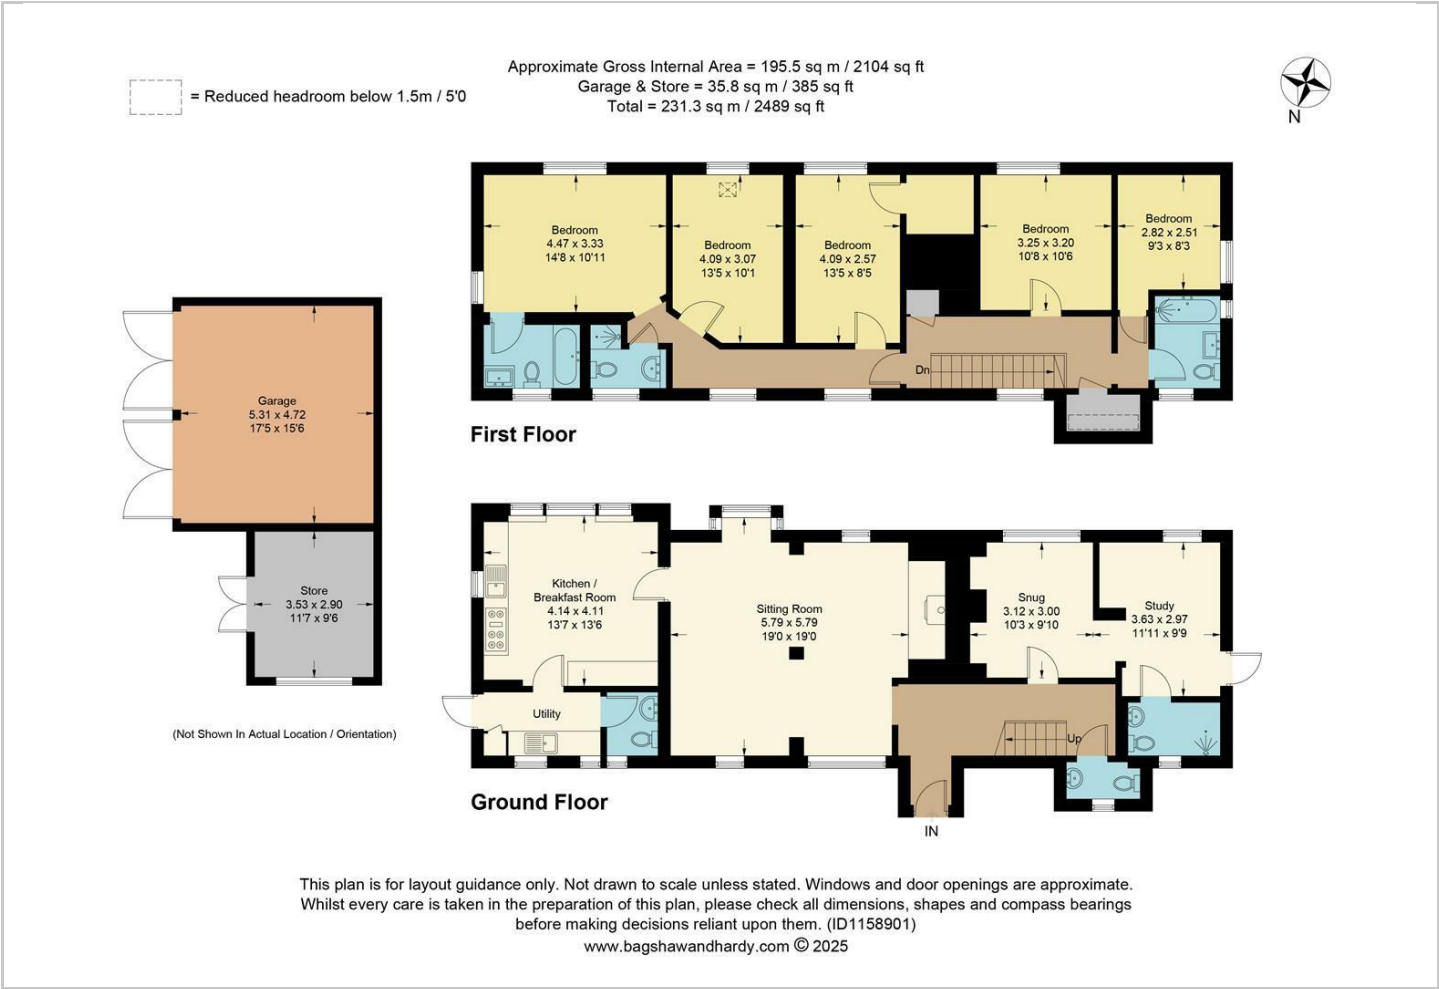 Approximate Gross Internal Area = 195.5 sq m / 2104 sq ft
Garage & Store = 35.8 sq m / 385 sq ft
Total = 231.3 sq m / 2489 sq ft
= Reduced headroom below 1.5m / 5'0
N
Bedroom
4.47 x 3.33
14'8 x 10'11
Bedroom
4.09 x 3.07
13'5 x 10'1
Bedroom
4.09 x 2.57
13'5 x 8'5
Bedroom
3.25 x 3.20
10'8 x 10'6
Bedroom
2.82 x 2.51
9'3 x 8'3
Dn
First Floor
Garage
5.31 x 4.72
17'5 x 15'6
Store
3.53 x 2.90
11'7 x 9'6
(Not Shown In Actual Location / Orientation)
Kitchen /
Breakfast Room
4.14 x 4.11
13'7 x 13'6
Sitting Room
5.79 x 5.79
19'0 x 19'0
Snug
3.12 x 3.00
10'3 x 9'10
Study
3.63 x 2.97
11'11 x 9'9
Utility
Up
IN
Ground Floor
This plan is for layout guidance only. Not drawn to scale unless stated. Windows and door openings are approximate.
Whilst every care is taken in the preparation of this plan, please check all dimensions, shapes and compass bearings
before making decisions reliant upon them. (ID1158901)
www.bagshawandhardy.com © 2025